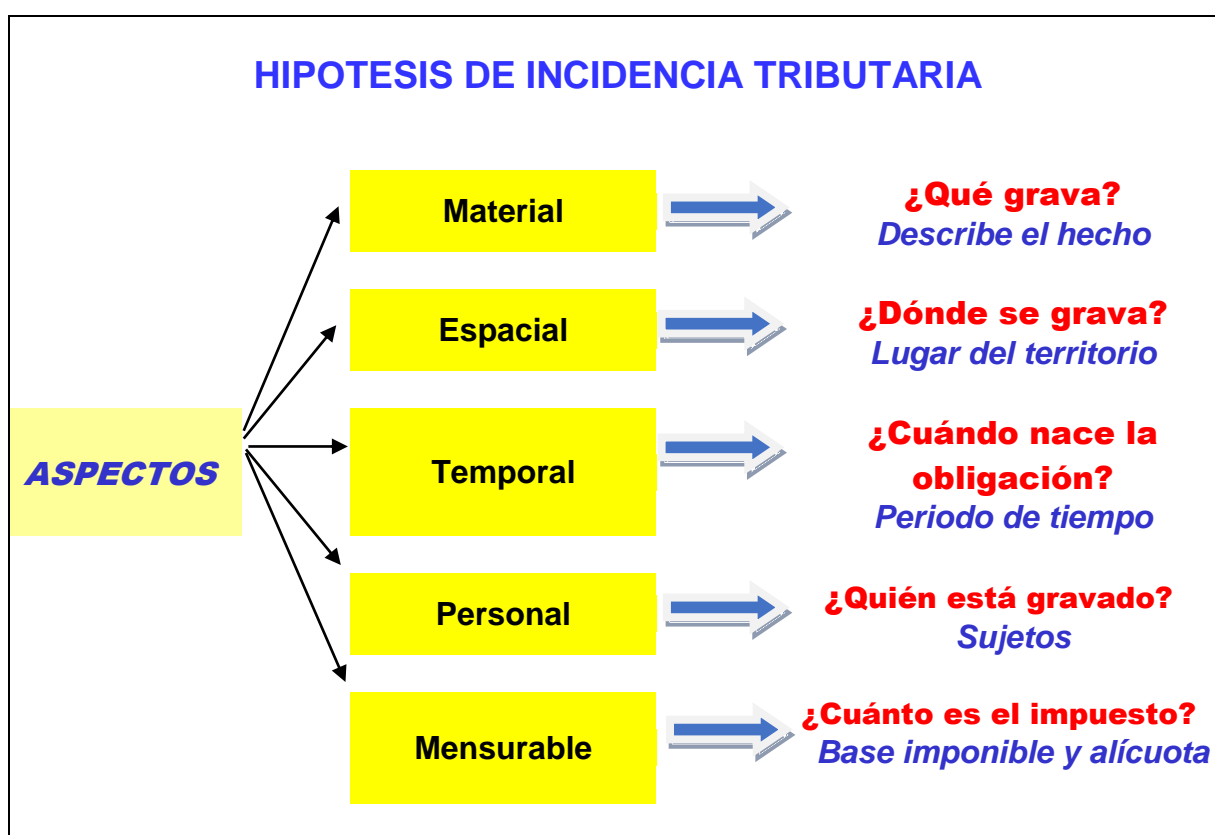 HIPOTESIS DE INCIDENCIA TRIBUTARIA
ASPECTOS
Material
¿Qué grava?
Describe el hecho
Espacial
¿Dónde se grava?
Lugar del territorio
Temporal
¿Cuándo nace la
obligación?
Periodo de tiempo
Personal
¿Quién está gravado?
Sujetos
Mensurable
¿Cuánto es el impuesto?
Base imponible y alícuota